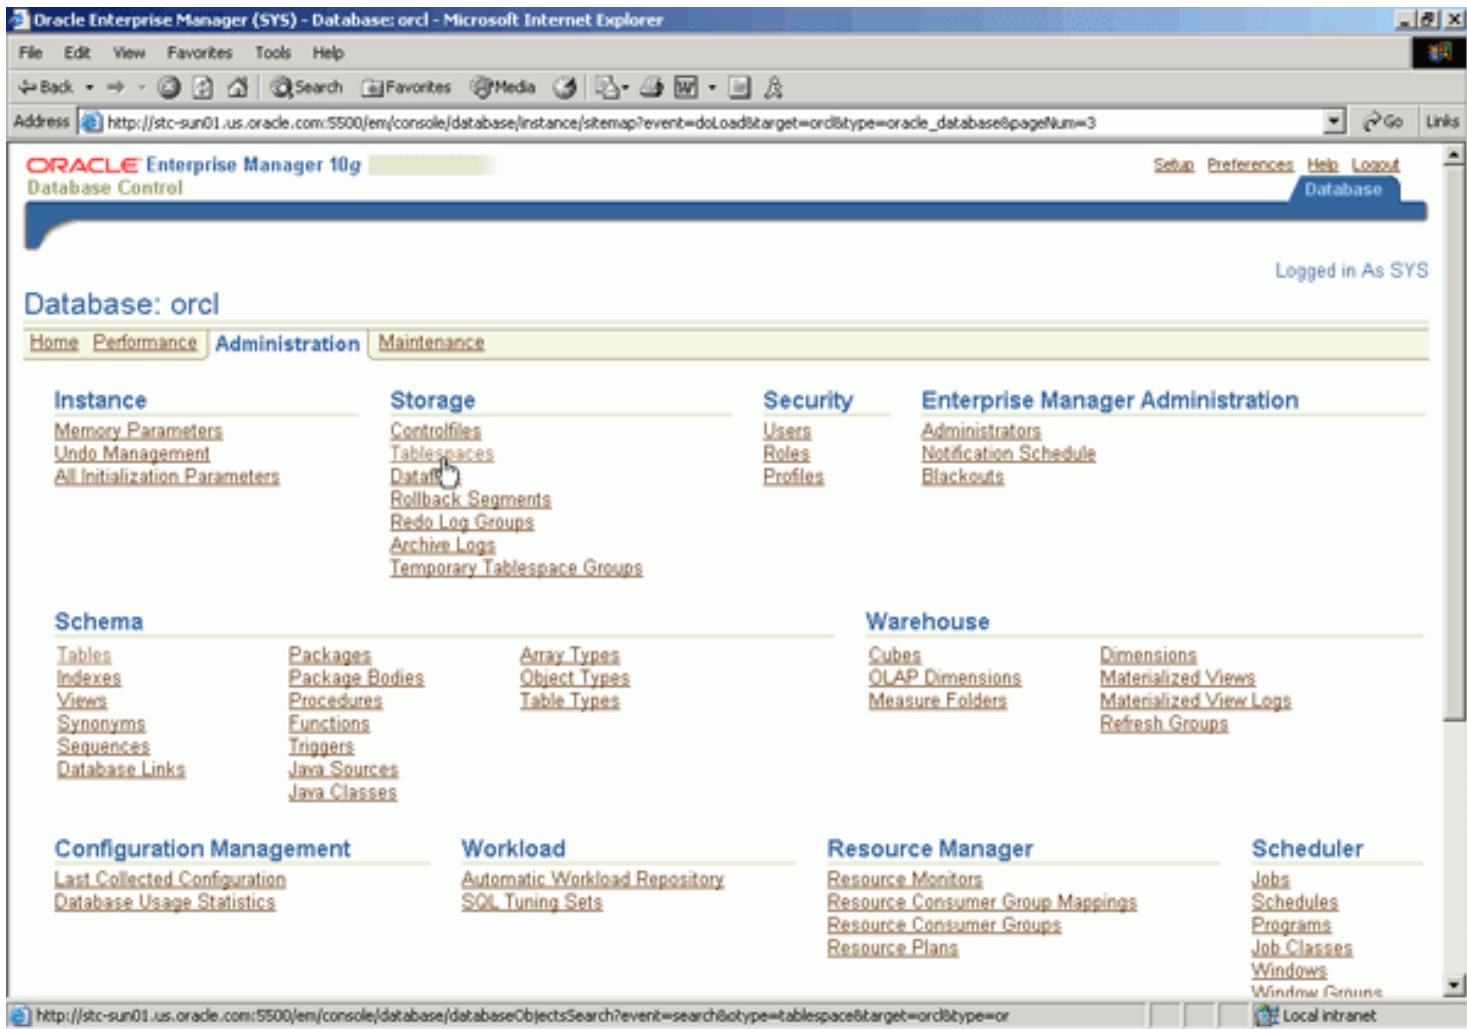 Oracle Enterprise Manager (SYS) - Database: orcl - Microsoft Internet Explorer
File Edit View Favorites Tools Help
Back Search Favorites Media
Address http://stc-sun01.us.oracle.com:5500/em/console/database/instance/sitemap?event=doLoad&target=orcl&type=oracle_database&pageNum=3 Go Links
ORACLE Enterprise Manager 10g
Database Control
Setup Preferences Help Logout
Database
Logged in As SYS
Database: orcl
Home Performance Administration Maintenance
Instance
Memory Parameters
Undo Management
All Initialization Parameters
Storage
Controlfiles
Tablespaces
Rollback Segments
Redo Log Groups
Archive Logs
Temporary Tablespace Groups
Security
Users
Roles
Profiles
Enterprise Manager Administration
Administrators
Notification Schedule
Blackouts
Schema
Tables
Indexes
Views
Synonyms
Sequences
Database Links
Packages
Package Bodies
Procedures
Functions
Triggers
Java Sources
Java Classes
Array Types
Object Types
Table Types
Warehouse
Cubes
OLAP Dimensions
Measure Folders
Dimensions
Materialized Views
Materialized View Logs
Refresh Groups
Configuration Management
Last Collected Configuration
Database Usage Statistics
Workload
Automatic Workload Repository
SQL Tuning Sets
Resource Manager
Resource Monitors
Resource Consumer Group Mappings
Resource Consumer Groups
Resource Plans
Scheduler
Jobs
Schedules
Programs
Job Classes
Windows
Window Groups
http://stc-sun01.us.oracle.com:5500/em/console/database/databaseObjectsSearch?event=search&otype=tablespace&target=orcl&type=or
Local intranet